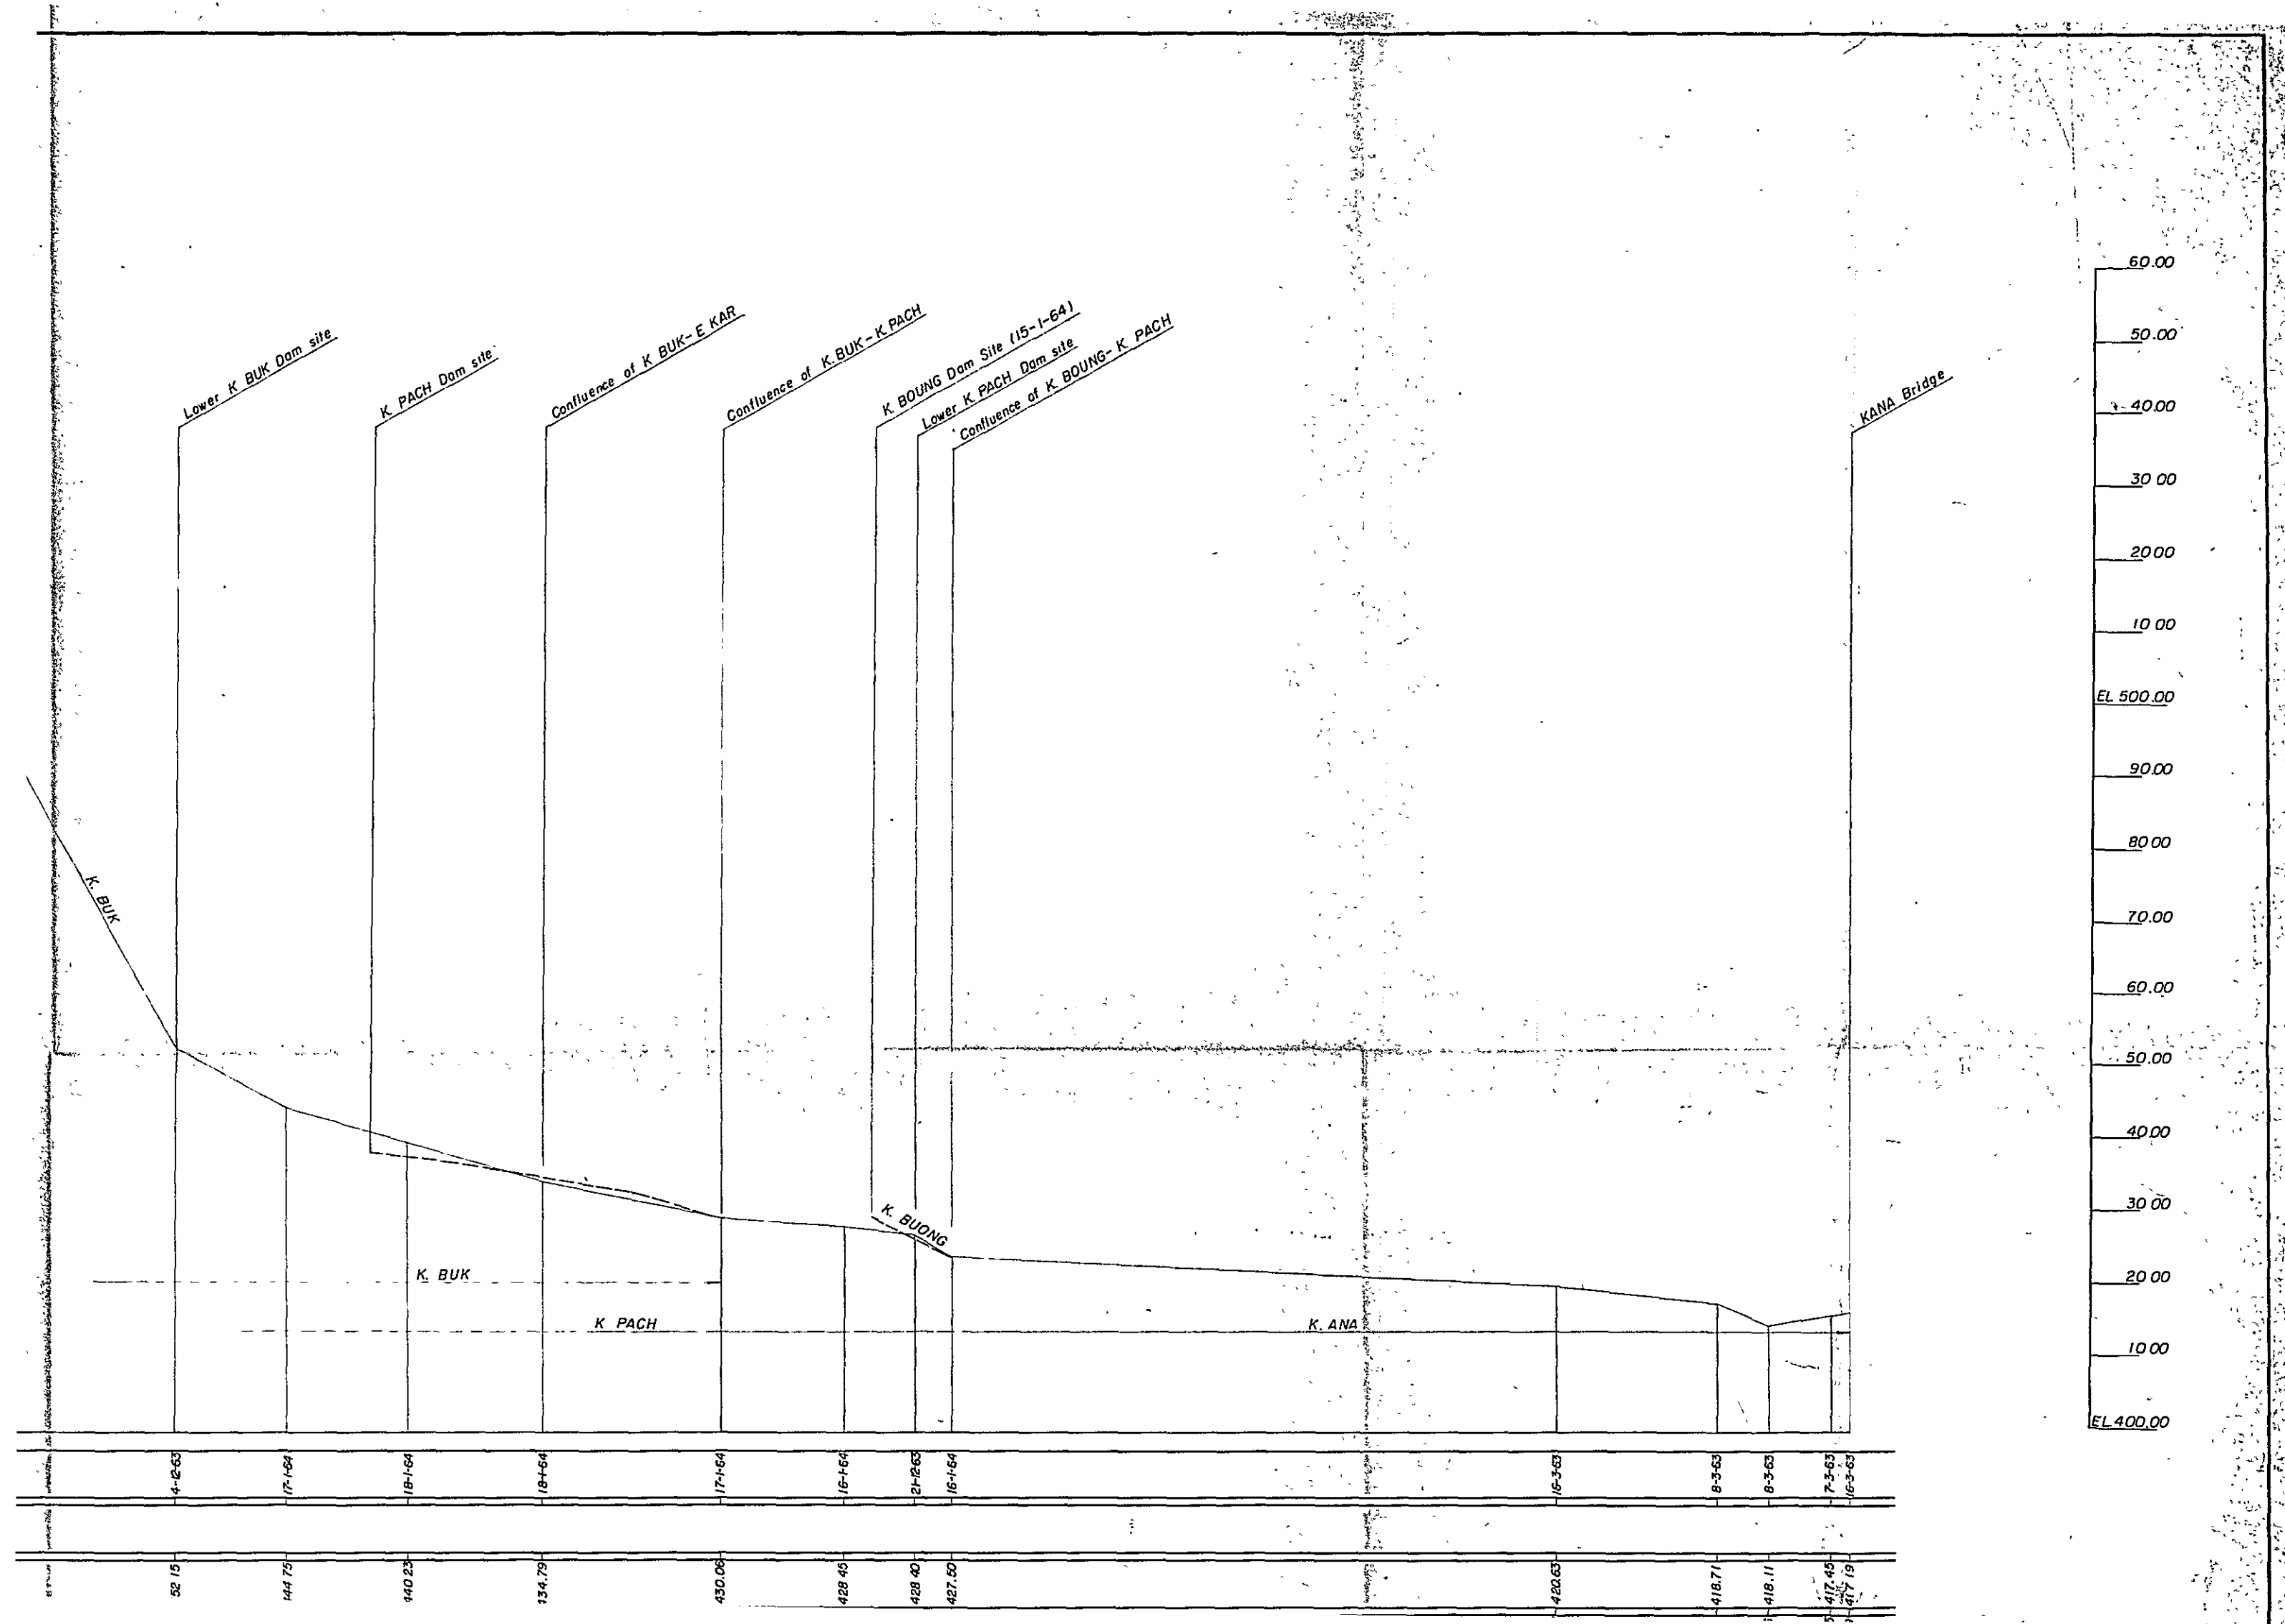 Lower K BUK Dam site
K PACH Dam site
Confluence of K BUK-E KAR
Confluence of K.BUK-K.PACH
K BOUNG Dam Site (15-1-64)
Lower K PACH Dam site
Confluence of K BOUNG-K PACH
KANA Bridge
60.00
50.00
40.00
30 00
20 00
10 00
EL 500.00
90.00
80 00
70.00
60.00
50.00
40 00
30 00
20 00
10 00
EL 400.00
K. BUK
K. BUONG
K. BUK
K PACH
K. ANA
4-12-63
17-1-64
18-1-64
18-1-64
17-1-64
16-1-64
21-12-63
16-1-64
16-3-63
8-3-63
8-3-63
7-3-63
16-3-63
52 15
444 75
440 23
434.79
430.06
428 45
428 40
427.50
420.63
418.71
418.11
417.45
417 19